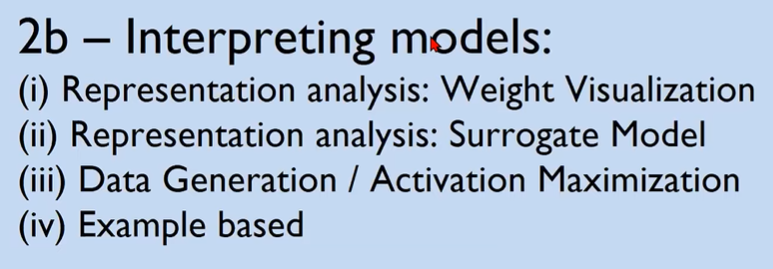 2b – Interpreting models:
(i) Representation analysis: Weight Visualization
(ii) Representation analysis: Surrogate Model
(iii) Data Generation / Activation Maximization
(iv) Example based